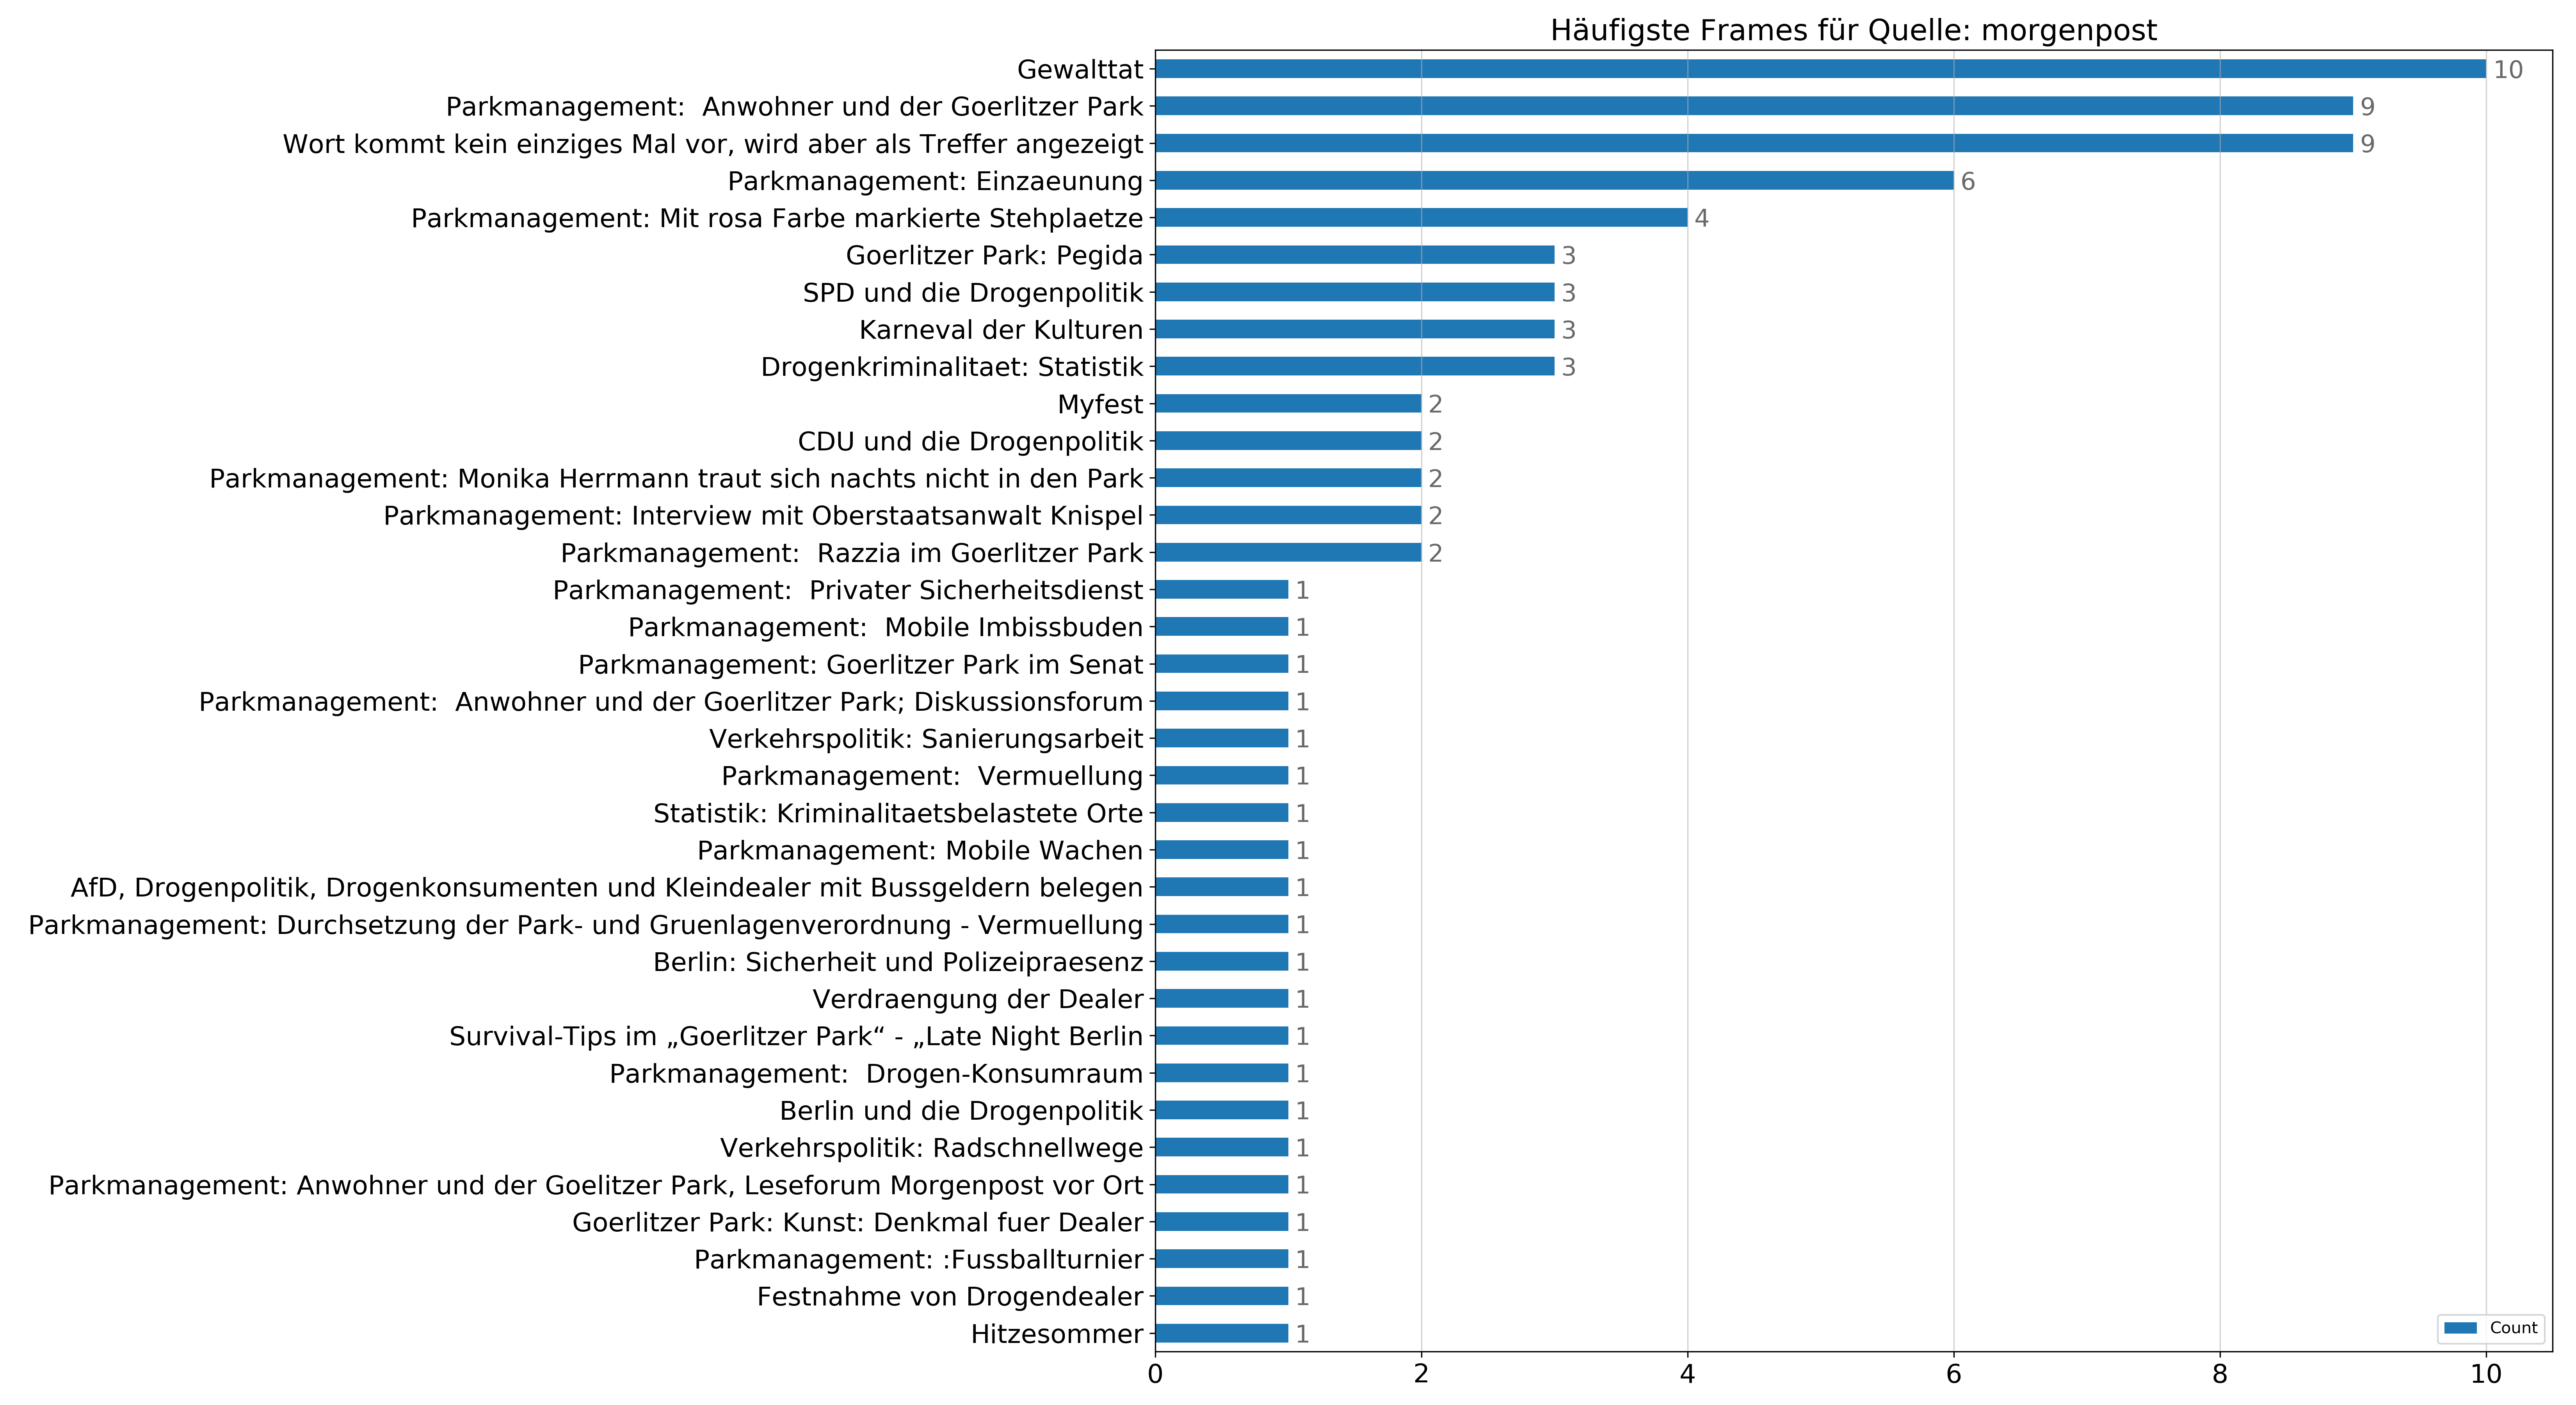 Häufigste Frames für Quelle: morgenpost
Gewalttat 10
Parkmanagement:  Anwohner und der Goerlitzer Park 9
Wort kommt kein einziges Mal vor, wird aber als Treffer angezeigt 9
Parkmanagement: Einzaeunung 6
Parkmanagement: Mit rosa Farbe markierte Stehplaetze 4
Goerlitzer Park: Pegida 3
SPD und die Drogenpolitik 3
Karneval der Kulturen 3
Drogenkriminalitaet: Statistik 3
Myfest 2
CDU und die Drogenpolitik 2
Parkmanagement: Monika Herrmann traut sich nachts nicht in den Park 2
Parkmanagement: Interview mit Oberstaatsanwalt Knispel 2
Parkmanagement:  Razzia im Goerlitzer Park 2
Parkmanagement:  Privater Sicherheitsdienst 1
Parkmanagement:  Mobile Imbissbuden 1
Parkmanagement: Goerlitzer Park im Senat 1
Parkmanagement:  Anwohner und der Goerlitzer Park; Diskussionsforum 1
Verkehrspolitik: Sanierungsarbeit 1
Parkmanagement:  Vermuellung 1
Statistik: Kriminalitaetsbelastete Orte 1
Parkmanagement: Mobile Wachen 1
AfD, Drogenpolitik, Drogenkonsumenten und Kleindealer mit Bussgeldern belegen 1
Parkmanagement: Durchsetzung der Park- und Gruenlagenverordnung - Vermuellung 1
Berlin: Sicherheit und Polizeipraesenz 1
Verdraengung der Dealer 1
Survival-Tips im „Goerlitzer Park“ - „Late Night Berlin 1
Parkmanagement:  Drogen-Konsumraum 1
Berlin und die Drogenpolitik 1
Verkehrspolitik: Radschnellwege 1
Parkmanagement: Anwohner und der Goelitzer Park, Leseforum Morgenpost vor Ort 1
Goerlitzer Park: Kunst: Denkmal fuer Dealer 1
Parkmanagement: :Fussballturnier 1
Festnahme von Drogendealer 1
Hitzesommer 1
Count
0 2 4 6 8 10